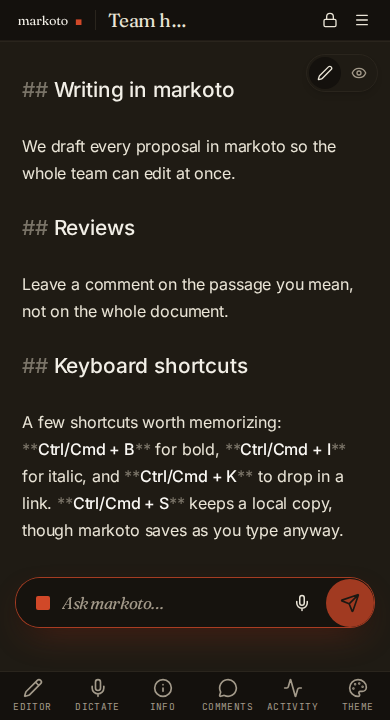 markoto
Team h...
## Writing in markoto
We draft every proposal in markoto so the
whole team can edit at once.
## Reviews
Leave a comment on the passage you mean,
not on the whole document.
## Keyboard shortcuts
A few shortcuts worth memorizing:
**Ctrl/Cmd + B** for bold, **Ctrl/Cmd + I**
for italic, and **Ctrl/Cmd + K** to drop in a
link. **Ctrl/Cmd + S** keeps a local copy,
though markoto saves as you type anyway.
Ask markoto...
EDITOR DICTATE INFO COMMENTS ACTIVITY THEME